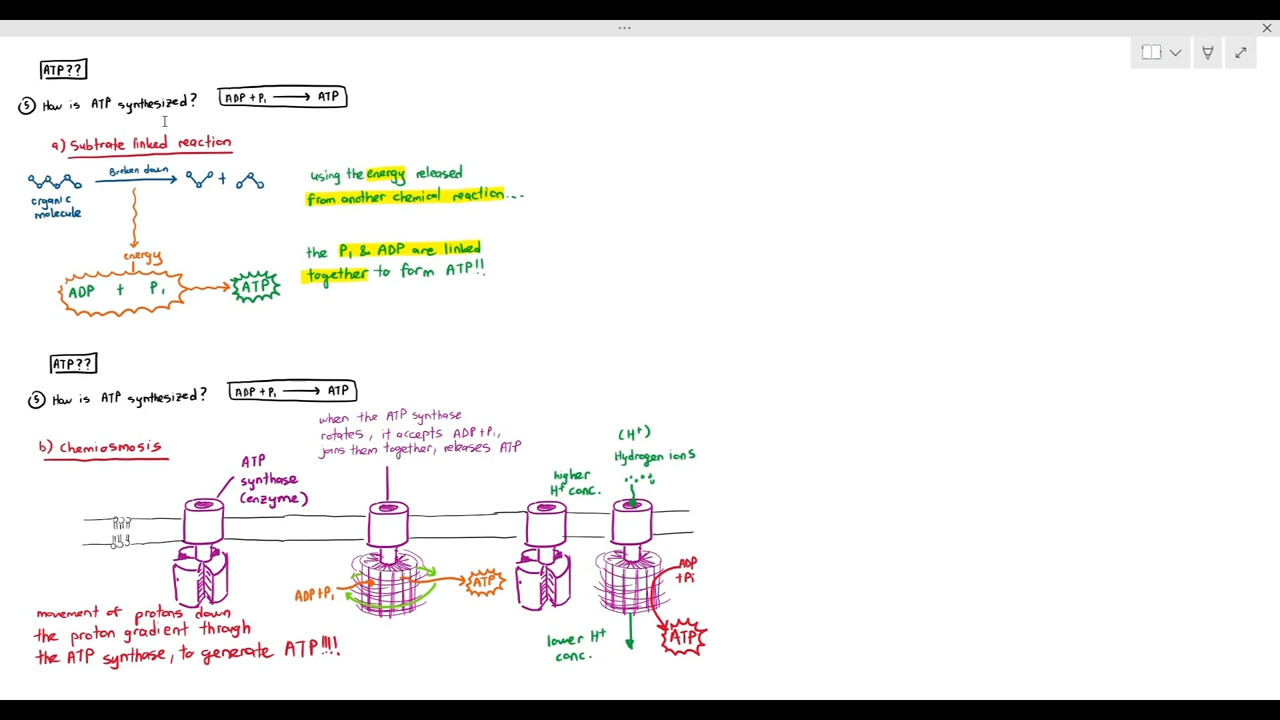 ATP??
⑤ How is ATP synthesized?
ADP + Pi ⟶ ATP
a) Subtrate linked reaction
Broken down
+
organic
molecule
using the energy released
from another chemical reaction...
energy
ADP + Pi
ATP
the Pi & ADP are linked
together to form ATP!!
ATP??
⑤ How is ATP synthesized?
ADP + Pi ⟶ ATP
b) Chemiosmosis
ATP
synthase
(enzyme)
when the ATP synthase
rotates, it accepts ADP+Pi,
joins them together, releases ATP
higher
H+ conc.
(H+)
Hydrogen ions
ADP+Pi
ATP
ADP
+Pi
ATP
lower H+
conc.
movement of protons down
the proton gradient through
the ATP synthase, to generate ATP!!!!